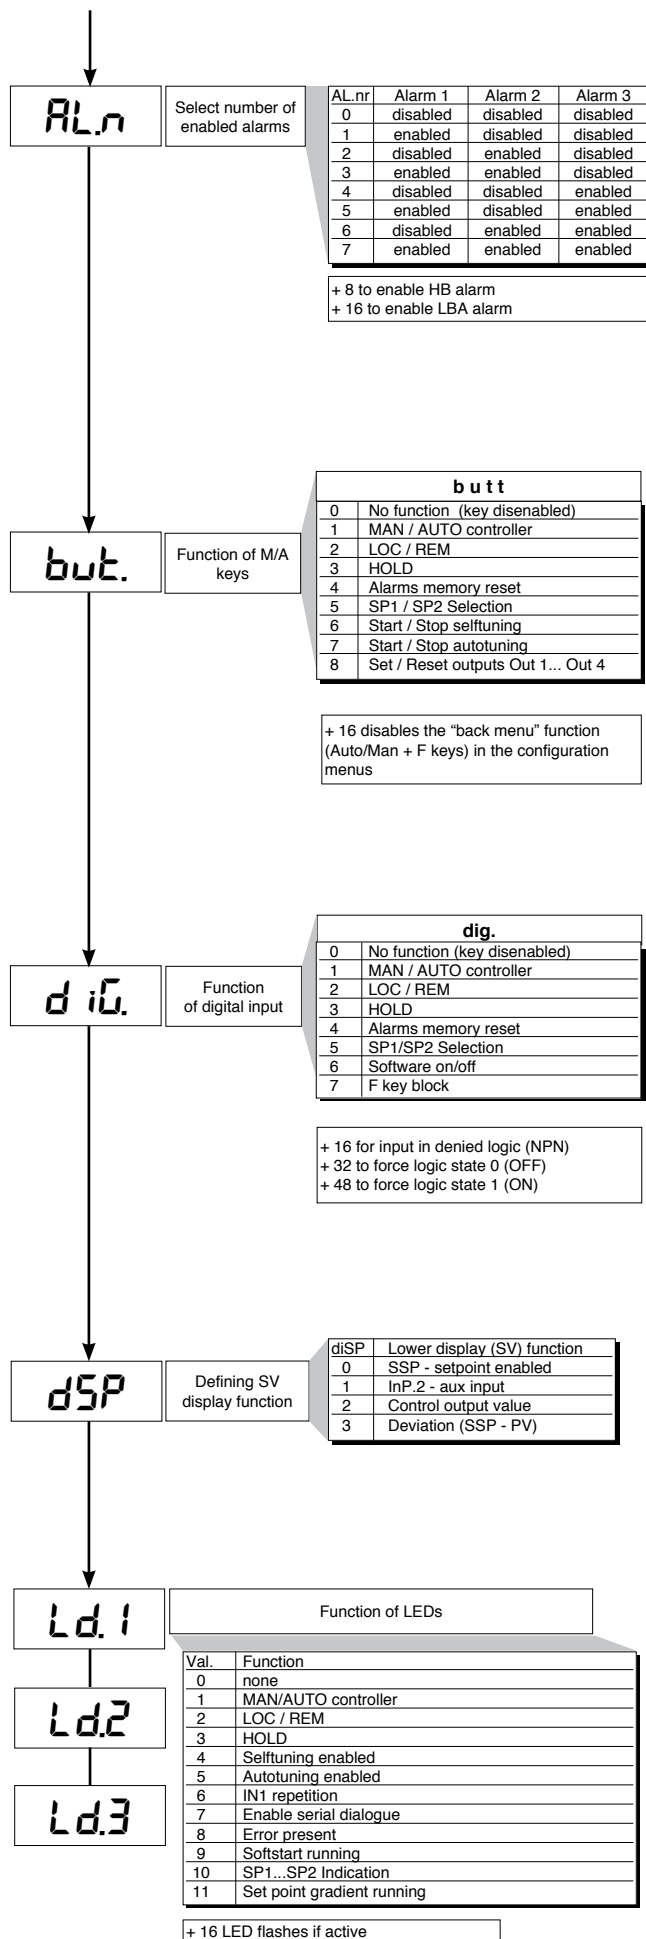 AL.n
Select number of
enabled alarms
AL.nr Alarm 1 Alarm 2 Alarm 3
0 disabled disabled disabled
1 enabled disabled disabled
2 disabled enabled disabled
3 enabled enabled disabled
4 disabled disabled enabled
5 enabled disabled enabled
6 disabled enabled enabled
7 enabled enabled enabled
+ 8 to enable HB alarm
+ 16 to enable LBA alarm
but.
Function of M/A
keys
b u t t
0 No function (key disenabled)
1 MAN / AUTO controller
2 LOC / REM
3 HOLD
4 Alarms memory reset
5 SP1 / SP2 Selection
6 Start / Stop selftuning
7 Start / Stop autotuning
8 Set / Reset outputs Out 1... Out 4
+ 16 disables the “back menu” function
(Auto/Man + F keys) in the configuration
menus
diG.
Function
of digital input
dig.
0 No function (key disenabled)
1 MAN / AUTO controller
2 LOC / REM
3 HOLD
4 Alarms memory reset
5 SP1/SP2 Selection
6 Software on/off
7 F key block
+ 16 for input in denied logic (NPN)
+ 32 to force logic state 0 (OFF)
+ 48 to force logic state 1 (ON)
dSP
Defining SV
display function
diSP Lower display (SV) function
0 SSP - setpoint enabled
1 InP.2 - aux input
2 Control output value
3 Deviation (SSP - PV)
Ld.1
Function of LEDs
Ld.2
Ld.3
Val. Function
0 none
1 MAN/AUTO controller
2 LOC / REM
3 HOLD
4 Selftuning enabled
5 Autotuning enabled
6 IN1 repetition
7 Enable serial dialogue
8 Error present
9 Softstart running
10 SP1...SP2 Indication
11 Set point gradient running
+ 16 LED flashes if active